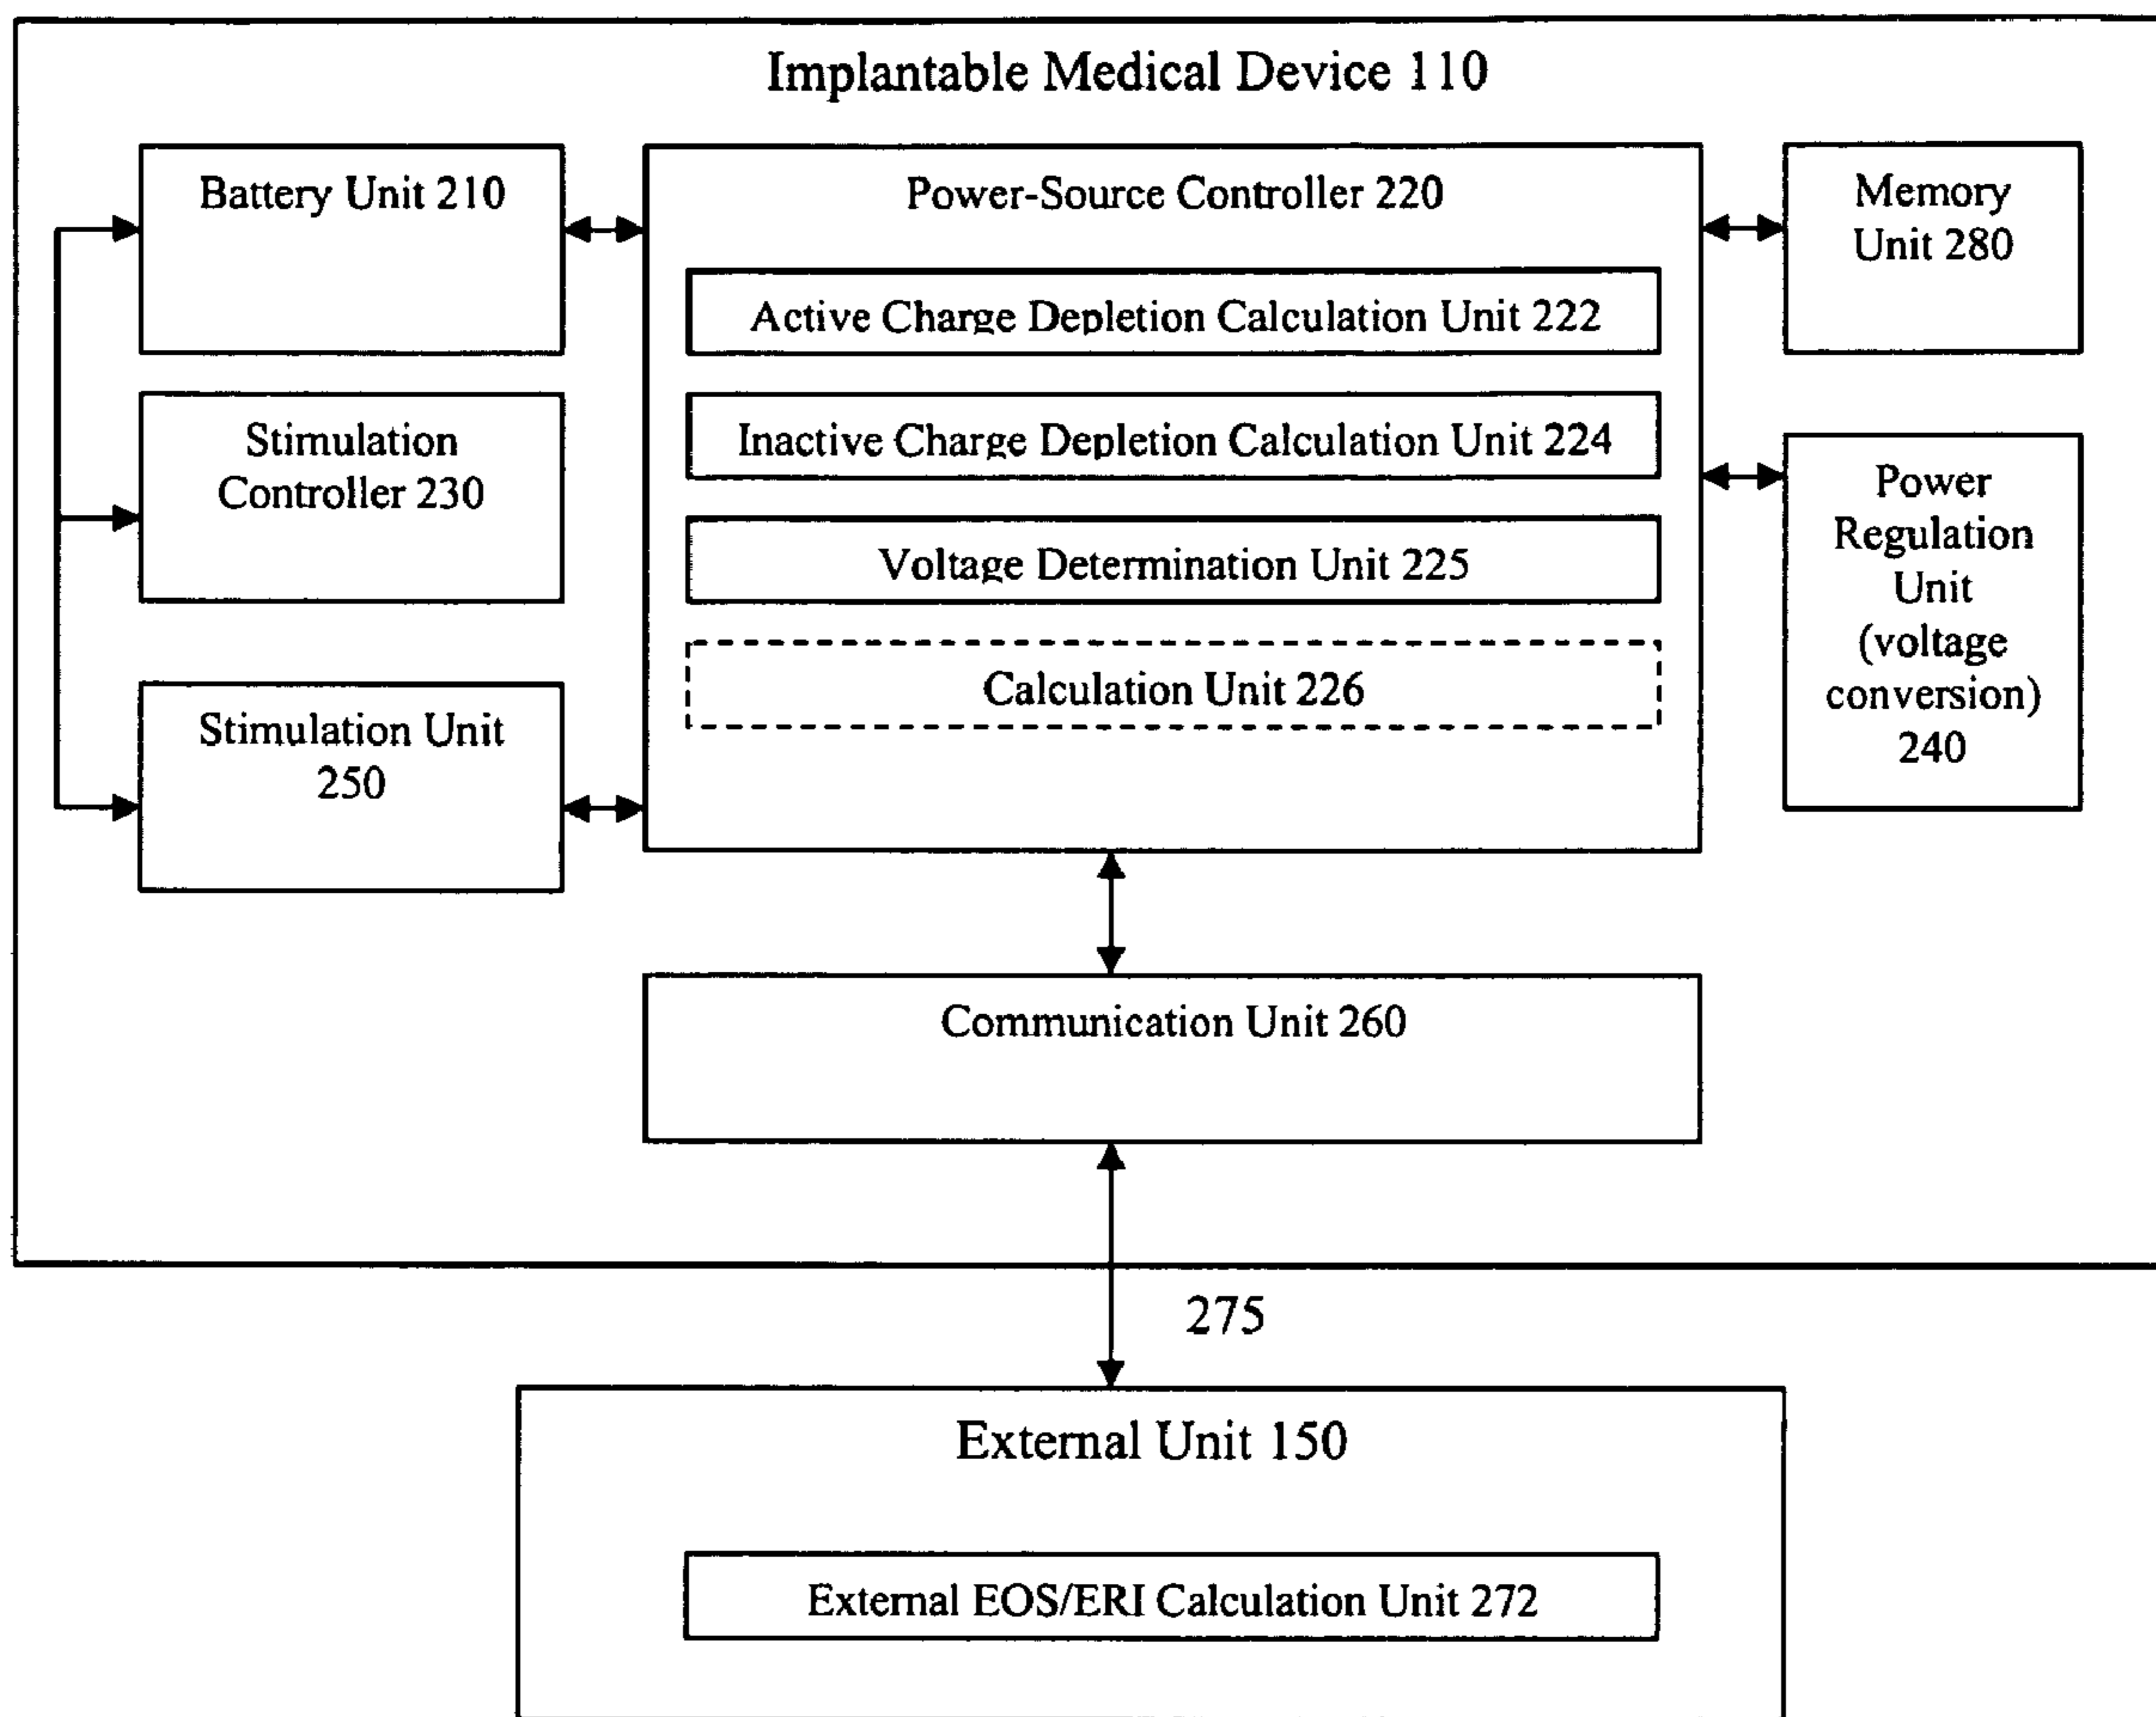 Implantable Medical Device 110
Battery Unit 210
Power-Source Controller 220
Memory
Unit 280
Active Charge Depletion Calculation Unit 222
Inactive Charge Depletion Calculation Unit 224
Stimulation
Controller 230
Power
Regulation
Unit
(voltage
conversion)
240
Voltage Determination Unit 225
Calculation Unit 226
Stimulation Unit
250
Communication Unit 260
275
External Unit 150
External EOS/ERI Calculation Unit 272